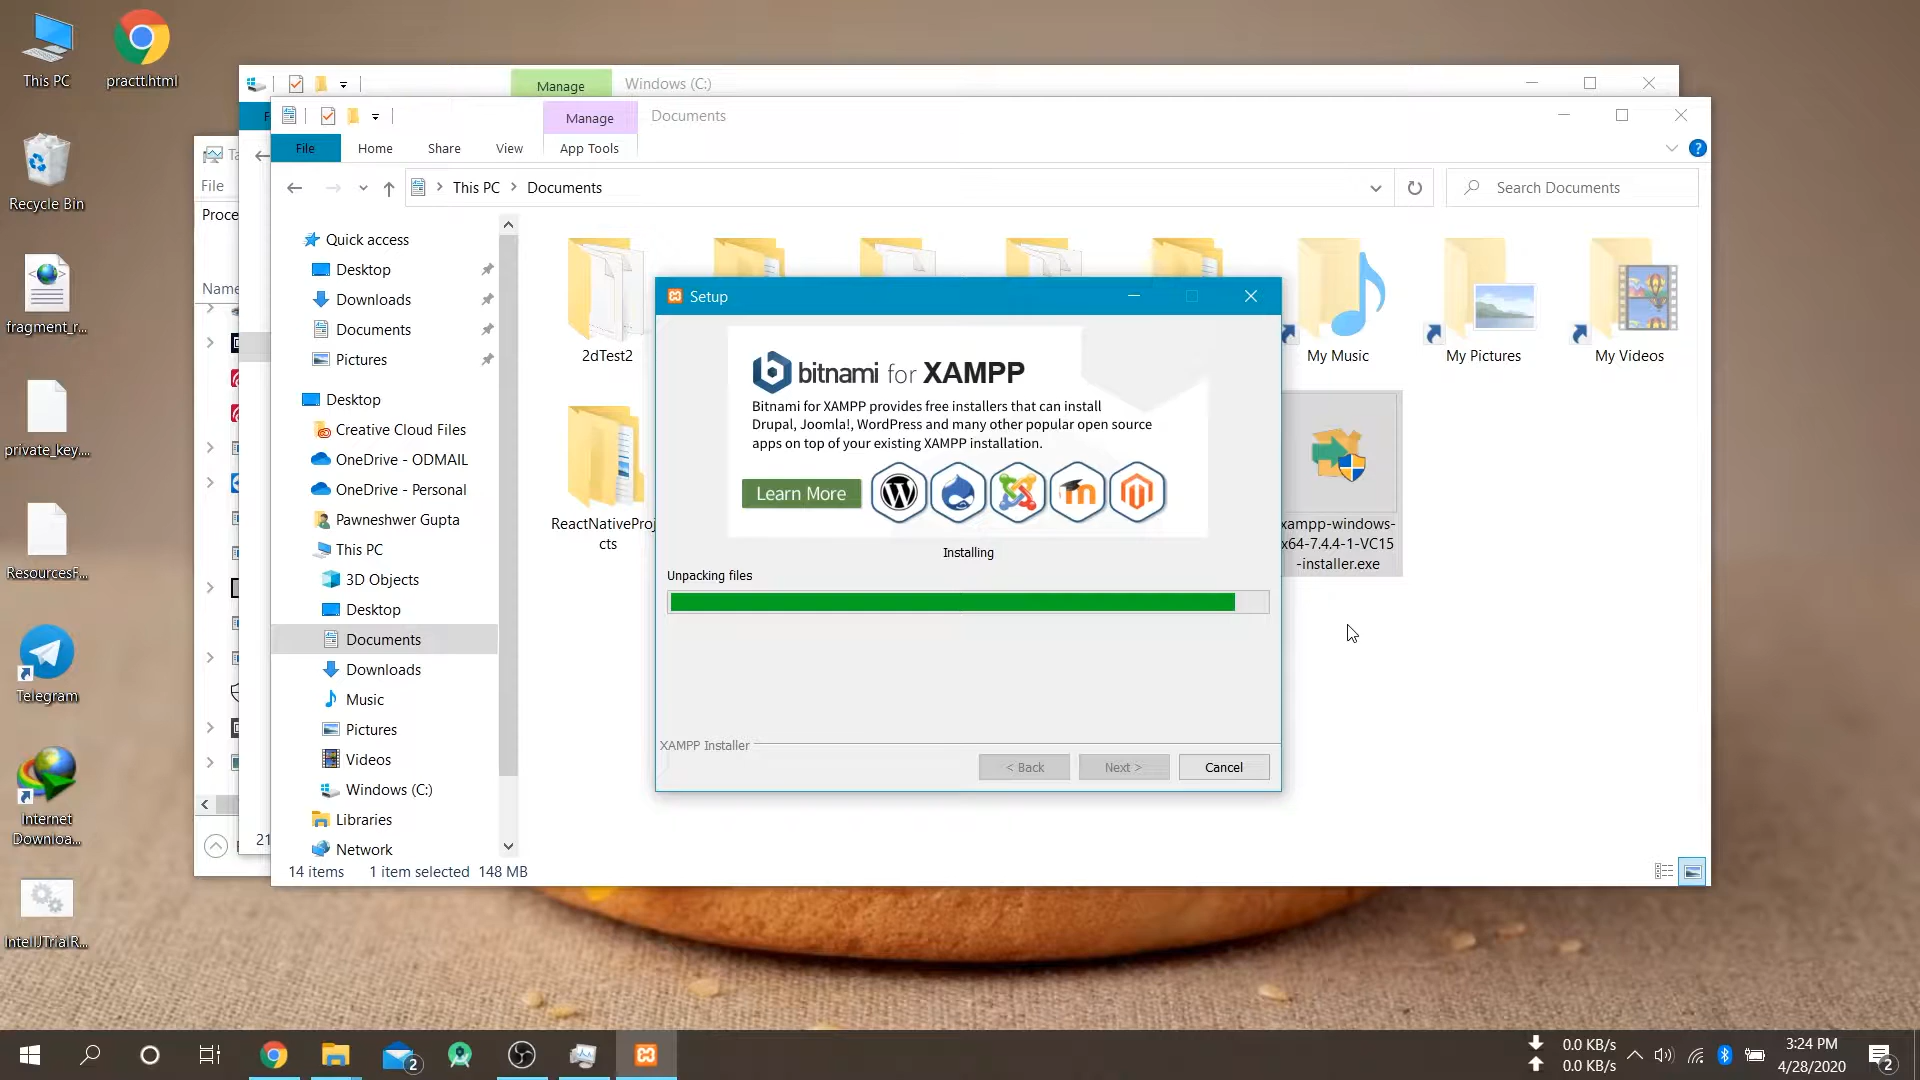 This PC
practt.html
Recycle Bin
fragment_r...
private_key....
ResourcesF...
Telegram
Internet
Downloa...
IntelliJTrialR...
Manage
Windows (C:)
File
Proce
Name
21
Manage
Documents
File
Home
Share
View
App Tools
This PC
Documents
Search Documents
Quick access
Desktop
Downloads
Documents
Pictures
Desktop
Creative Cloud Files
OneDrive - ODMAIL
OneDrive - Personal
Pawneshwer Gupta
This PC
3D Objects
Desktop
Documents
Downloads
Music
Pictures
Videos
Windows (C:)
Libraries
Network
14 items
1 item selected
148 MB
2dTest2
My Music
My Pictures
My Videos
ReactNativeProj
cts
xampp-windows-
x64-7.4.4-1-VC15
-installer.exe
Setup
bitnami for XAMPP
Bitnami for XAMPP provides free installers that can install
Drupal, Joomla!, WordPress and many other popular open source
apps on top of your existing XAMPP installation.
Learn More
Installing
Unpacking files
XAMPP Installer
< Back
Next >
Cancel
2
0.0 KB/s
0.0 KB/s
3:24 PM
4/28/2020
2